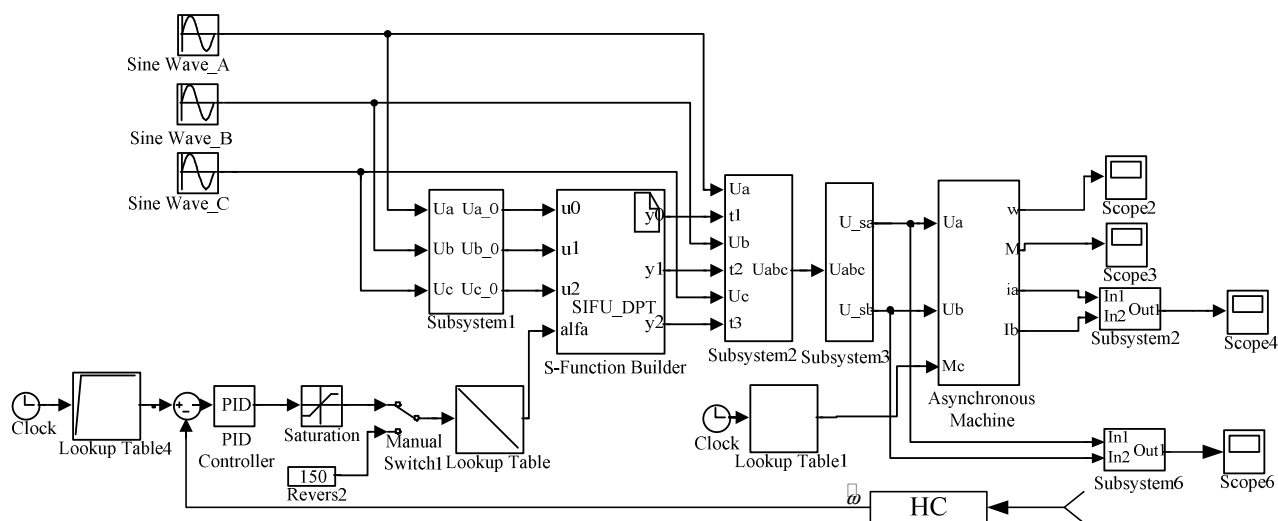 Sine Wave_A
Sine Wave_B
Sine Wave_C
Ua Ua_0
Ub Ub_0
Uc Uc_0
Subsystem1
u0
u1
u2
alfa
y0
y1
y2
SIFU_DPT
S-Function Builder
Ua
t1
Ub
t2 Uabc
Uc
t3
Subsystem2
U_sa
Uabc
U_sb
Subsystem3
Ua
Ub
Mc
w
M
ia
Ib
Asynchronous
Machine
Scope2
Scope3
In1
In2 Out1
Subsystem2
Scope4
Clock
Lookup Table4
+
-
PID
PID
Controller
Saturation
Manual
Switch1
150
Revers2
Lookup Table
Clock
Lookup Table1
In1
In2 Out1
Subsystem6
Scope6
ω
HC